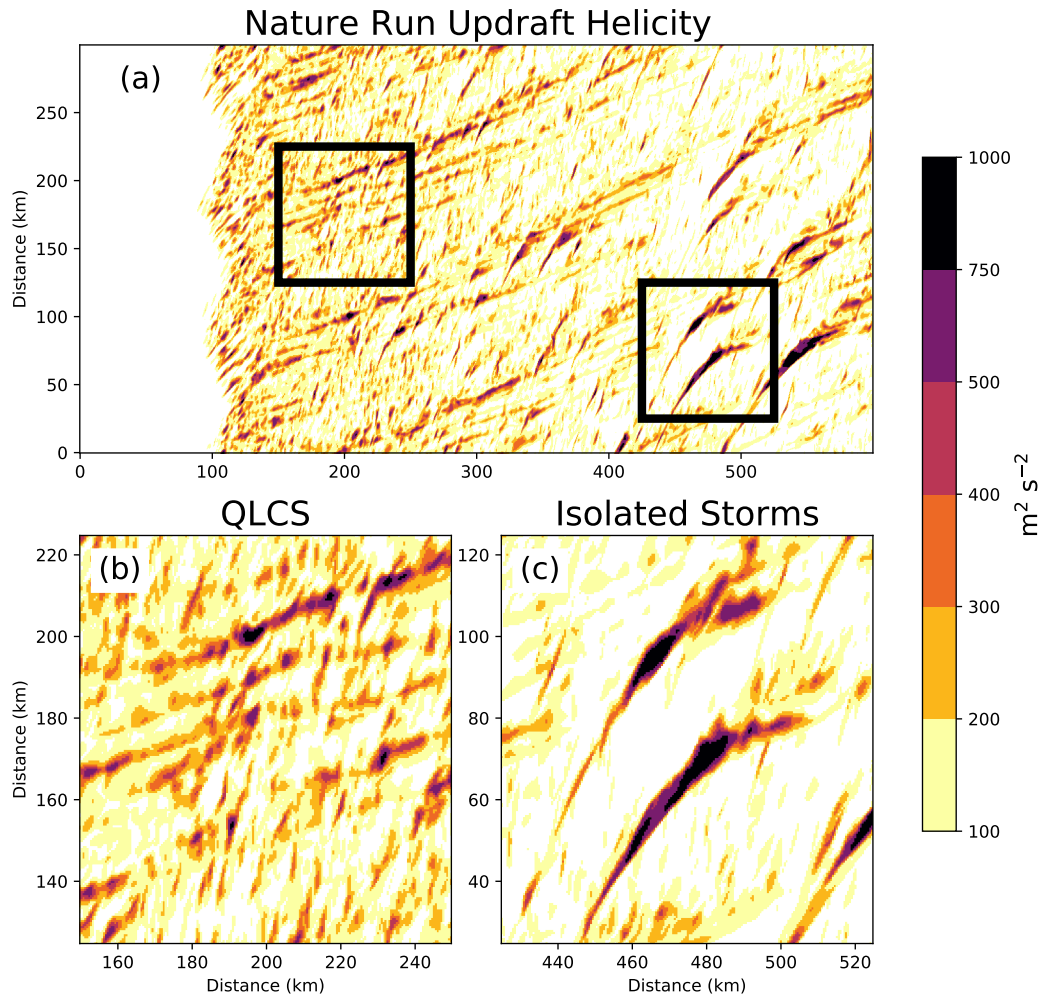 Nature Run Updraft Helicity
(a)
Distance (km)
250
200
150
100
50
0
0 100 200 300 400 500
1000
750
500
400
300
200
100
m² s⁻²
QLCS
(b)
Distance (km)
220
200
180
160
140
160 180 200 220 240
Distance (km)
Isolated Storms
(c)
120
100
80
60
40
440 460 480 500 520
Distance (km)